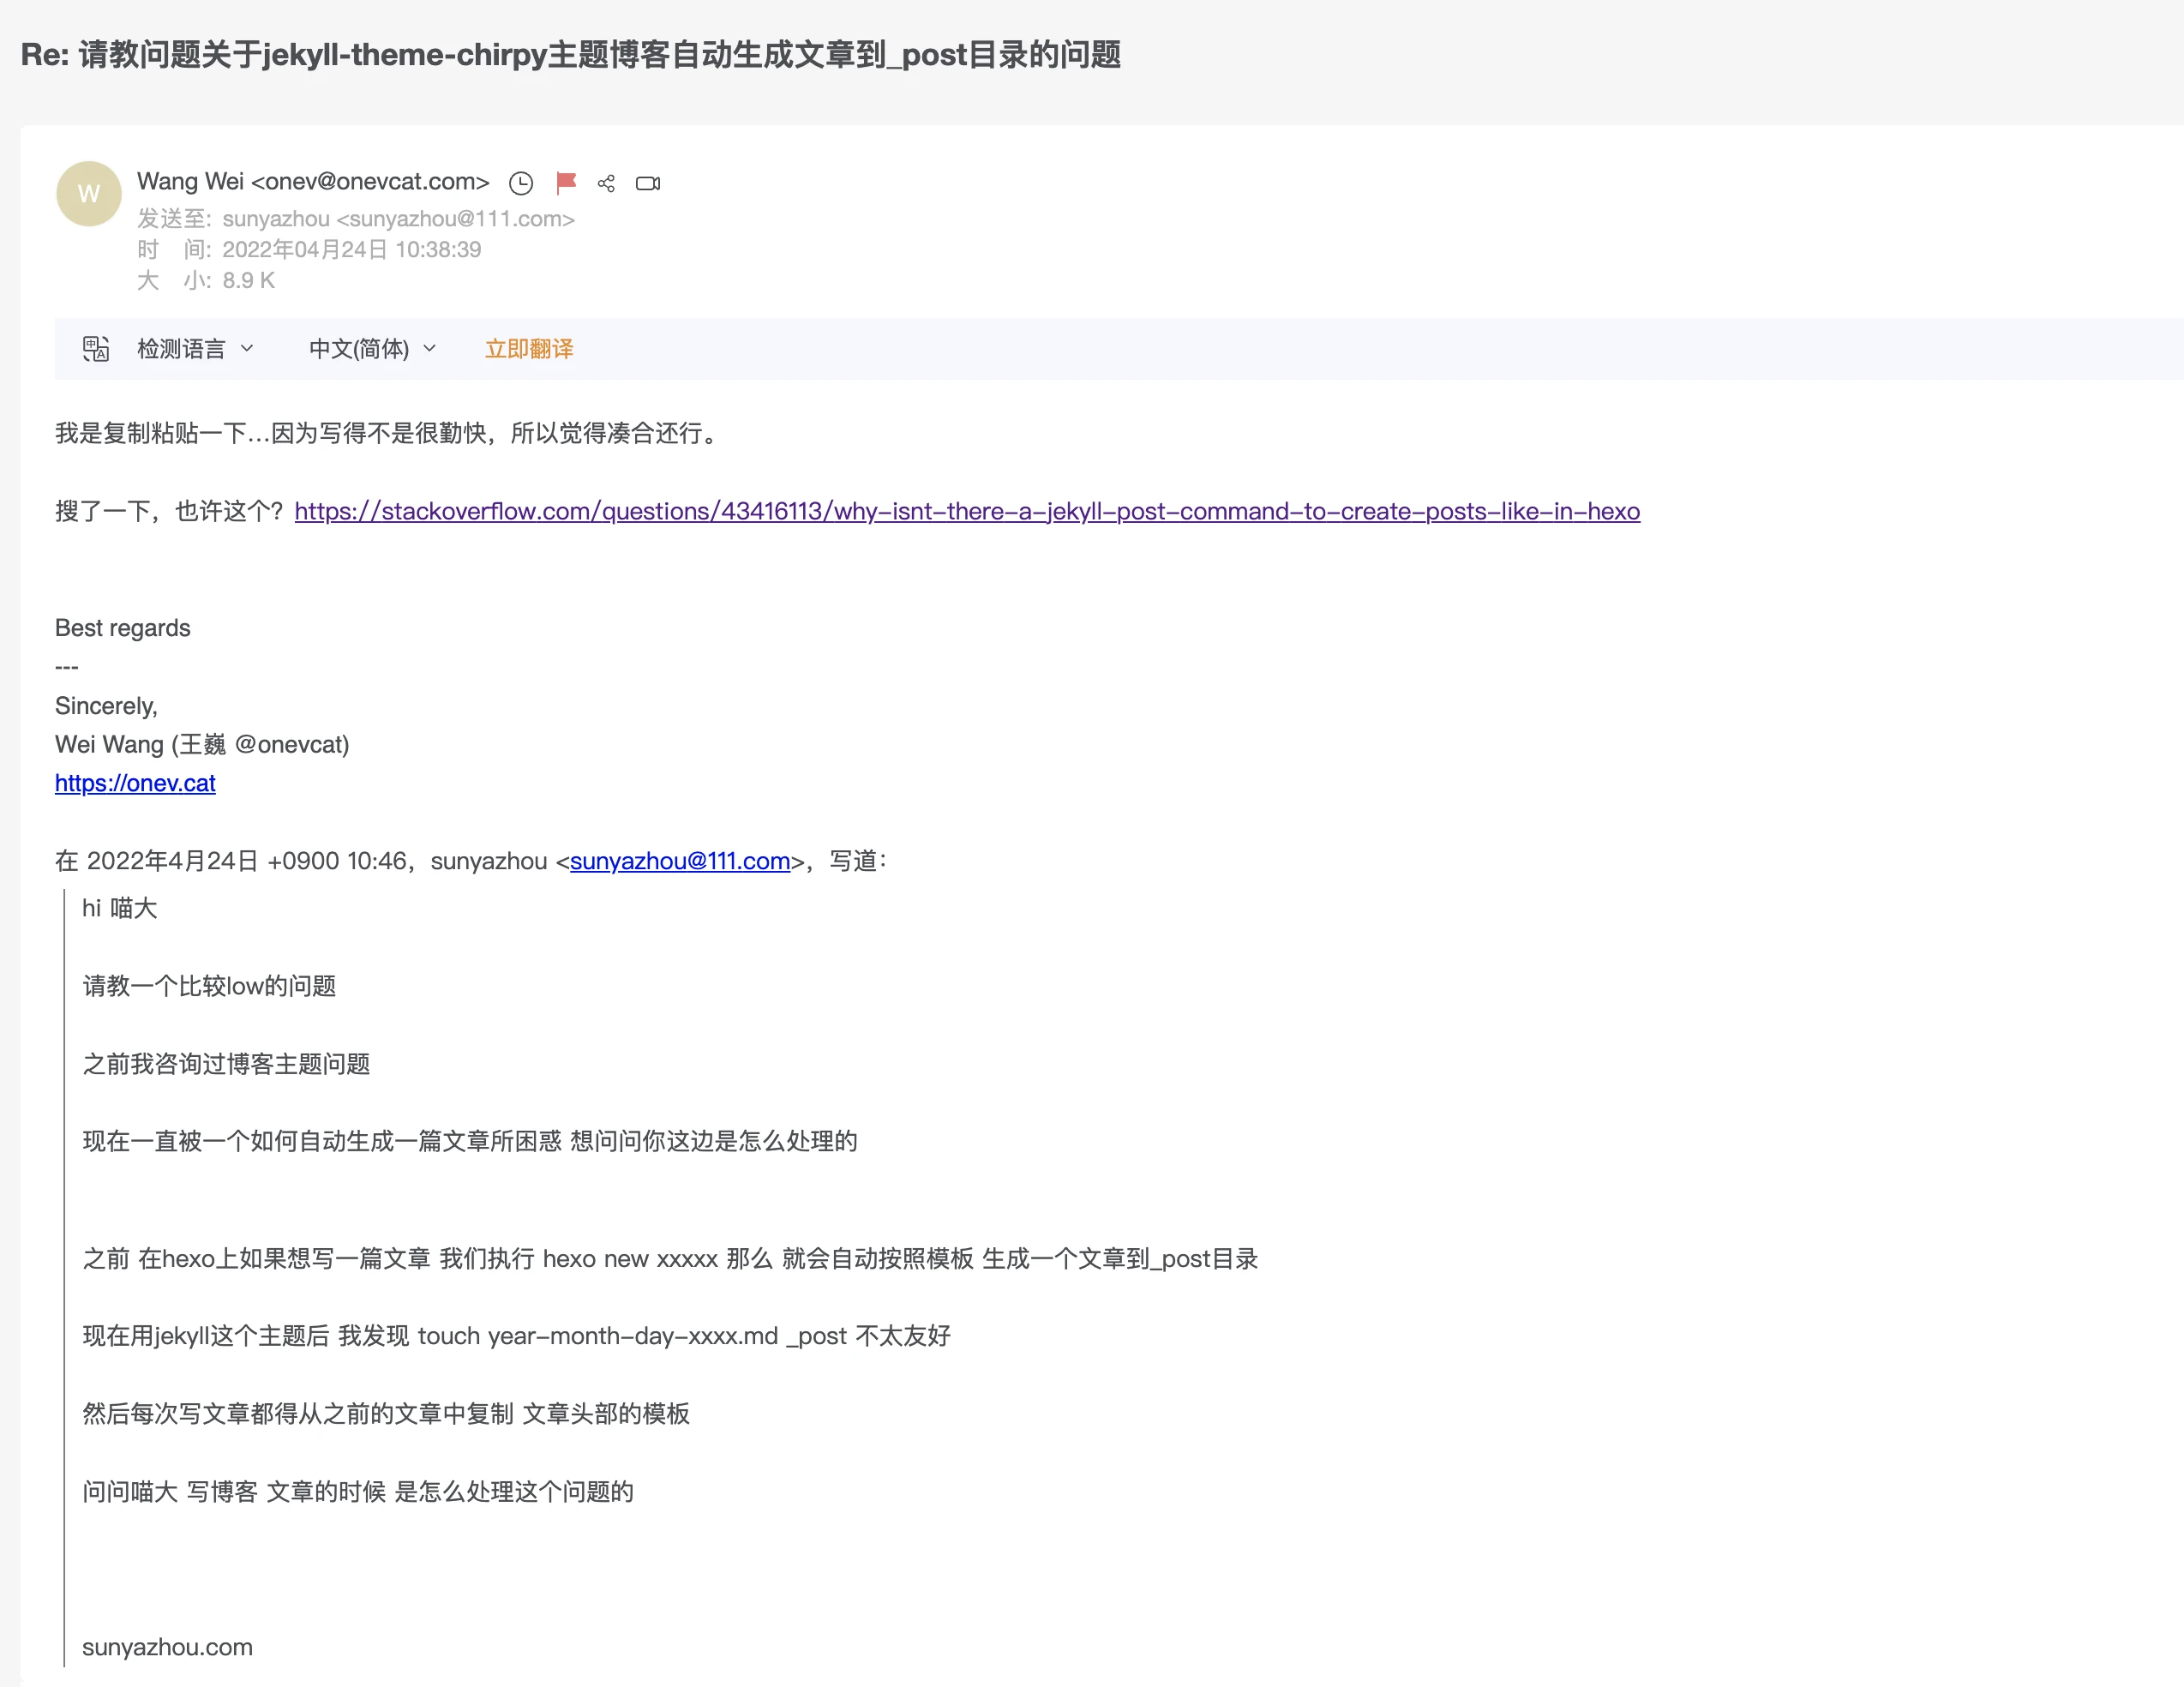 Re: 请教问题关于jekyll-theme-chirpy主题博客自动生成文章到_post目录的问题
W
Wang Wei <onev@onevcat.com>
发送至: sunyazhou <sunyazhou@111.com>
时 间: 2022年04月24日 10:38:39
大 小: 8.9 K
检测语言 中文(简体) 立即翻译
我是复制粘贴一下…因为写得不是很勤快，所以觉得凑合还行。
搜了一下，也许这个？https://stackoverflow.com/questions/43416113/why-isnt-there-a-jekyll-post-command-to-create-posts-like-in-hexo
Best regards
---
Sincerely,
Wei Wang (王巍 @onevcat)
https://onev.cat
在 2022年4月24日 +0900 10:46，sunyazhou <sunyazhou@111.com>，写道：
hi 喵大
请教一个比较low的问题
之前我咨询过博客主题问题
现在一直被一个如何自动生成一篇文章所困惑 想问问你这边是怎么处理的
之前 在hexo上如果想写一篇文章 我们执行 hexo new xxxxx 那么 就会自动按照模板 生成一个文章到_post目录
现在用jekyll这个主题后 我发现 touch year-month-day-xxxx.md _post 不太友好
然后每次写文章都得从之前的文章中复制 文章头部的模板
问问喵大 写博客 文章的时候 是怎么处理这个问题的
sunyazhou.com